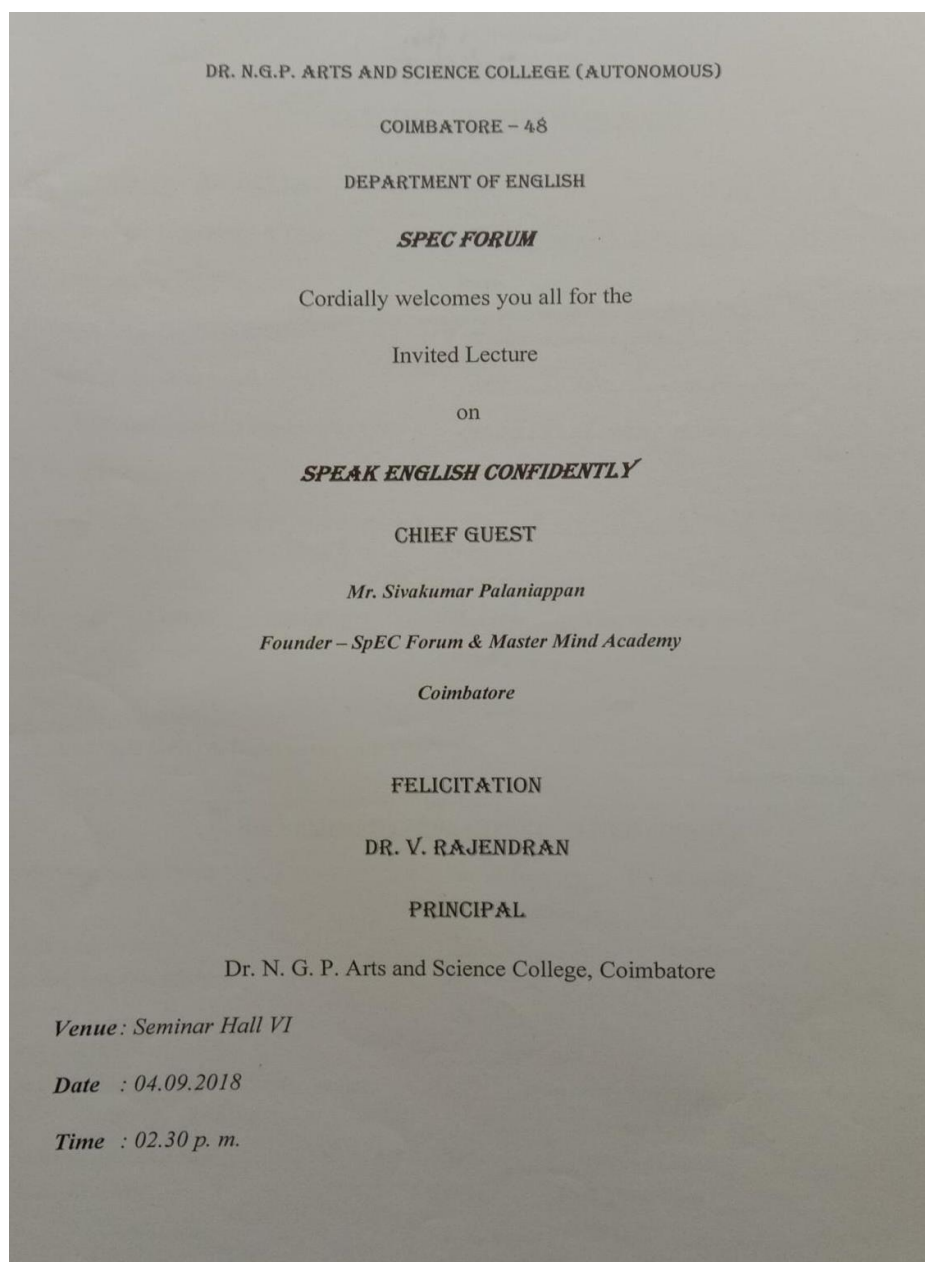 DR. N.G.P. ARTS AND SCIENCE COLLEGE (AUTONOMOUS)
COIMBATORE – 48
DEPARTMENT OF ENGLISH
SPEC FORUM
Cordially welcomes you all for the
Invited Lecture
on
SPEAK ENGLISH CONFIDENTLY
CHIEF GUEST
Mr. Sivakumar Palaniappan
Founder – SpEC Forum & Master Mind Academy
Coimbatore
FELICITATION
DR. V. RAJENDRAN
PRINCIPAL
Dr. N. G. P. Arts and Science College, Coimbatore
Venue : Seminar Hall VI
Date : 04.09.2018
Time : 02.30 p. m.